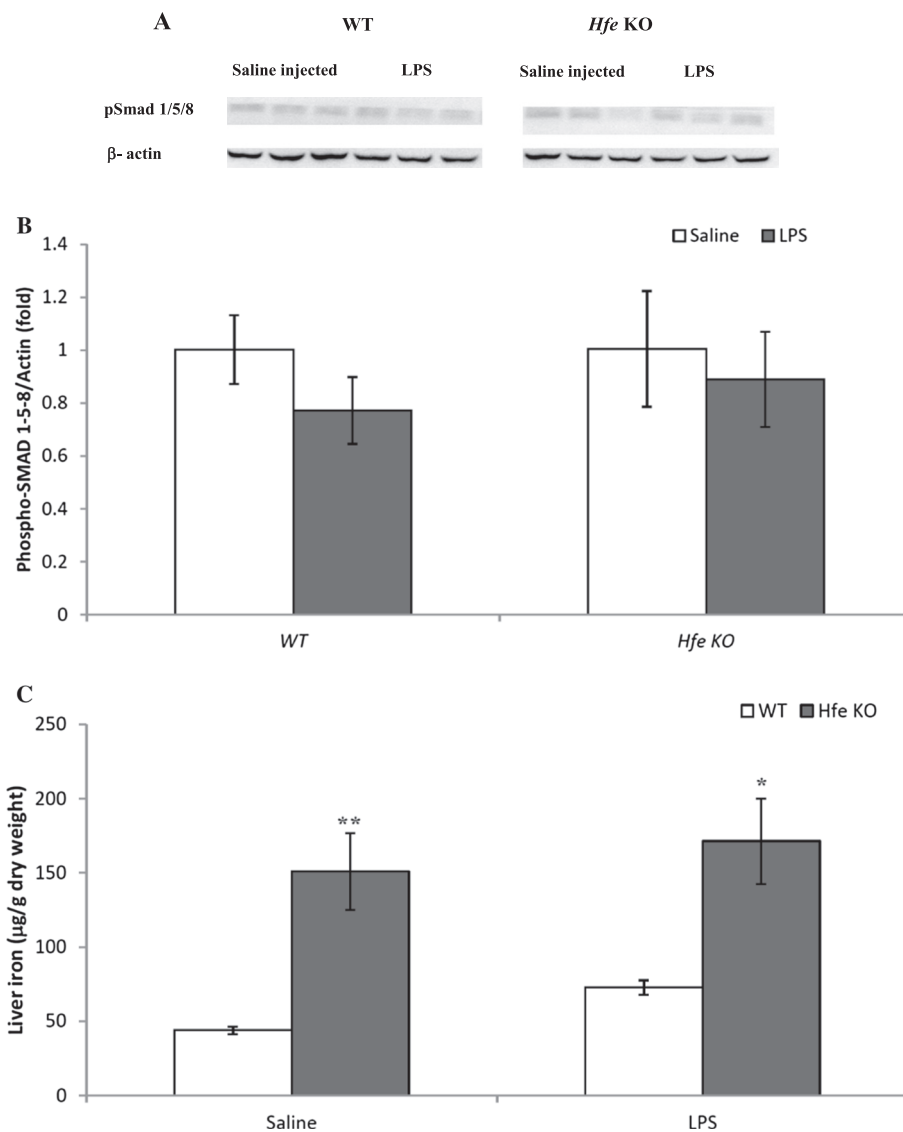 A
WT
Hfe KO
Saline injected
LPS
Saline injected
LPS
pSmad 1/5/8
β- actin
B
Saline
LPS
Phospho-SMAD 1-5-8/Actin (fold)
1.4
1.2
1
0.8
0.6
0.4
0.2
0
WT
Hfe KO
C
WT
Hfe KO
Liver iron (µg/g dry weight)
250
200
150
100
50
0
**
*
Saline
LPS